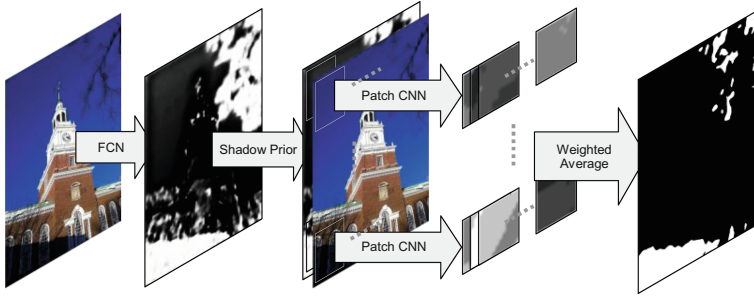 FCN
Shadow Prior
Patch CNN
Patch CNN
Weighted
Average